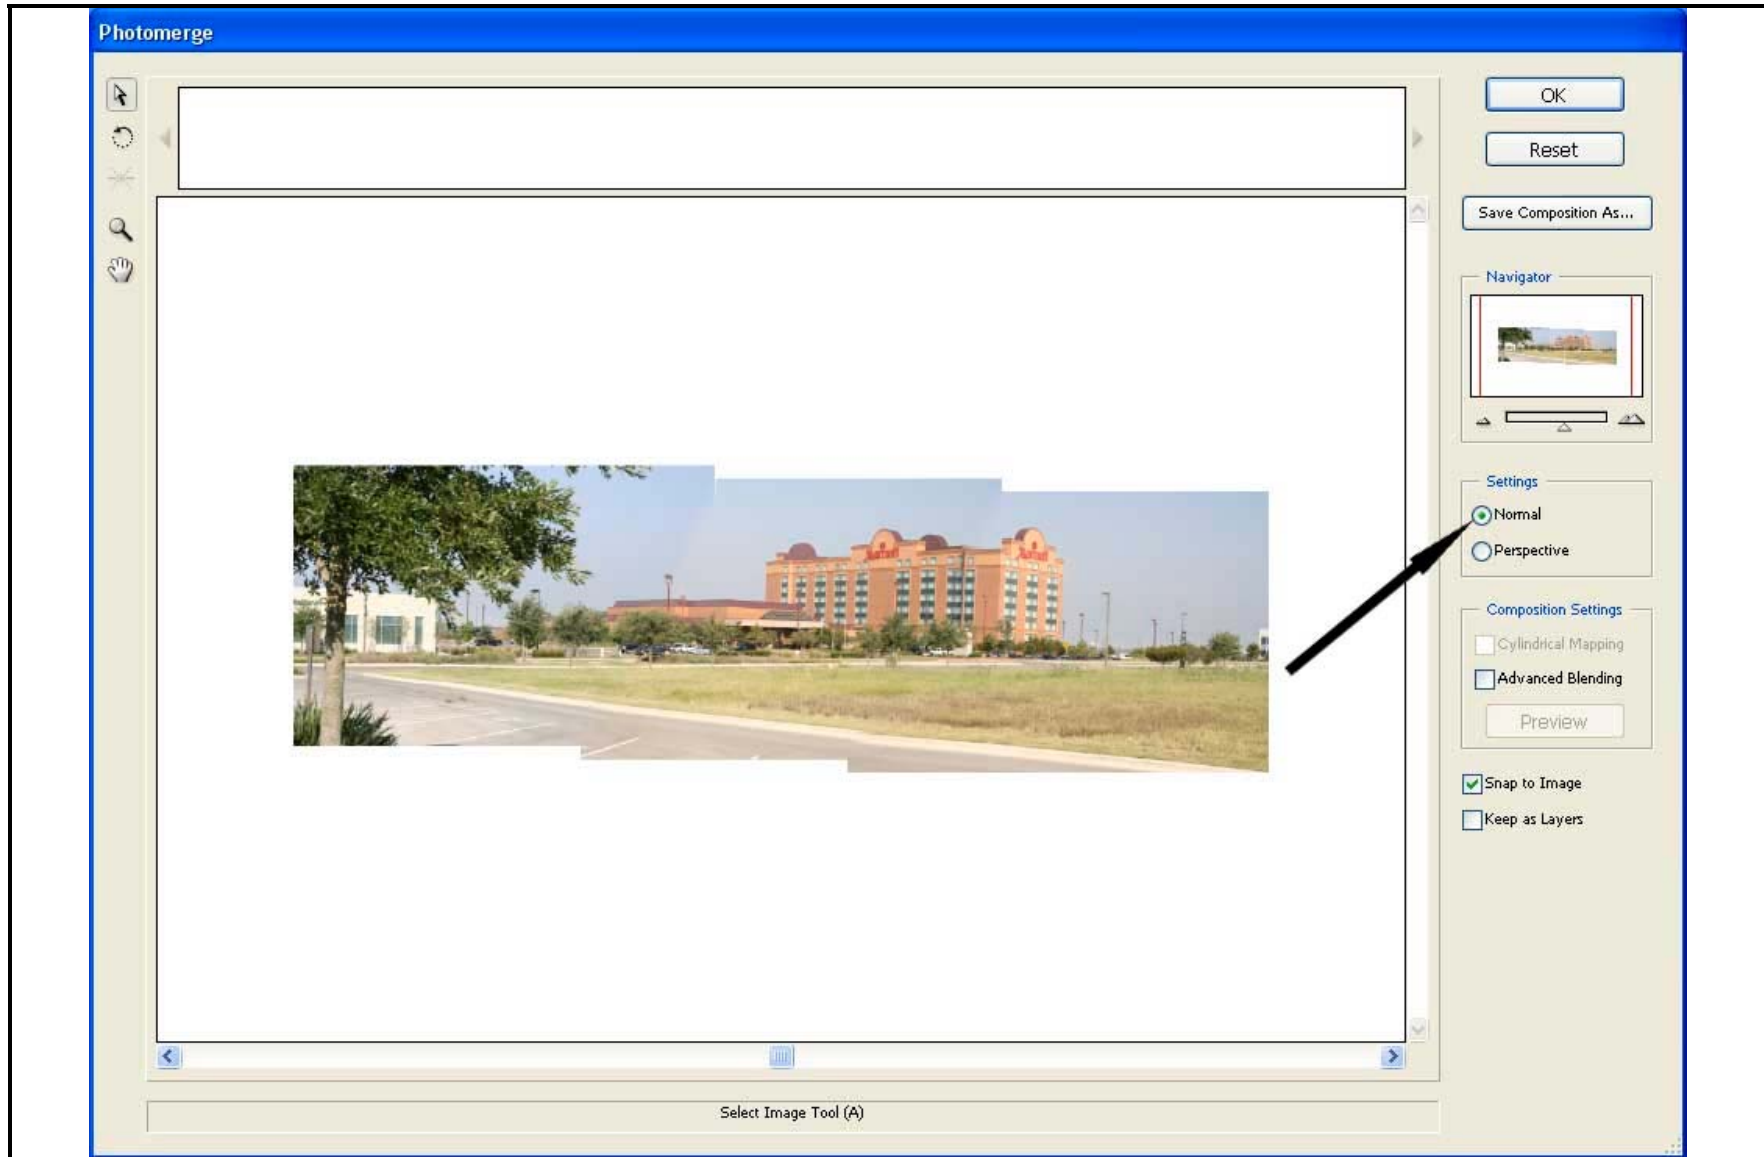 Photomerge
OK
Reset
Save Composition As...
Navigator
Settings
Normal
Perspective
Composition Settings
Cylindrical Mapping
Advanced Blending
Preview
Snap to Image
Keep as Layers
Select Image Tool (A)